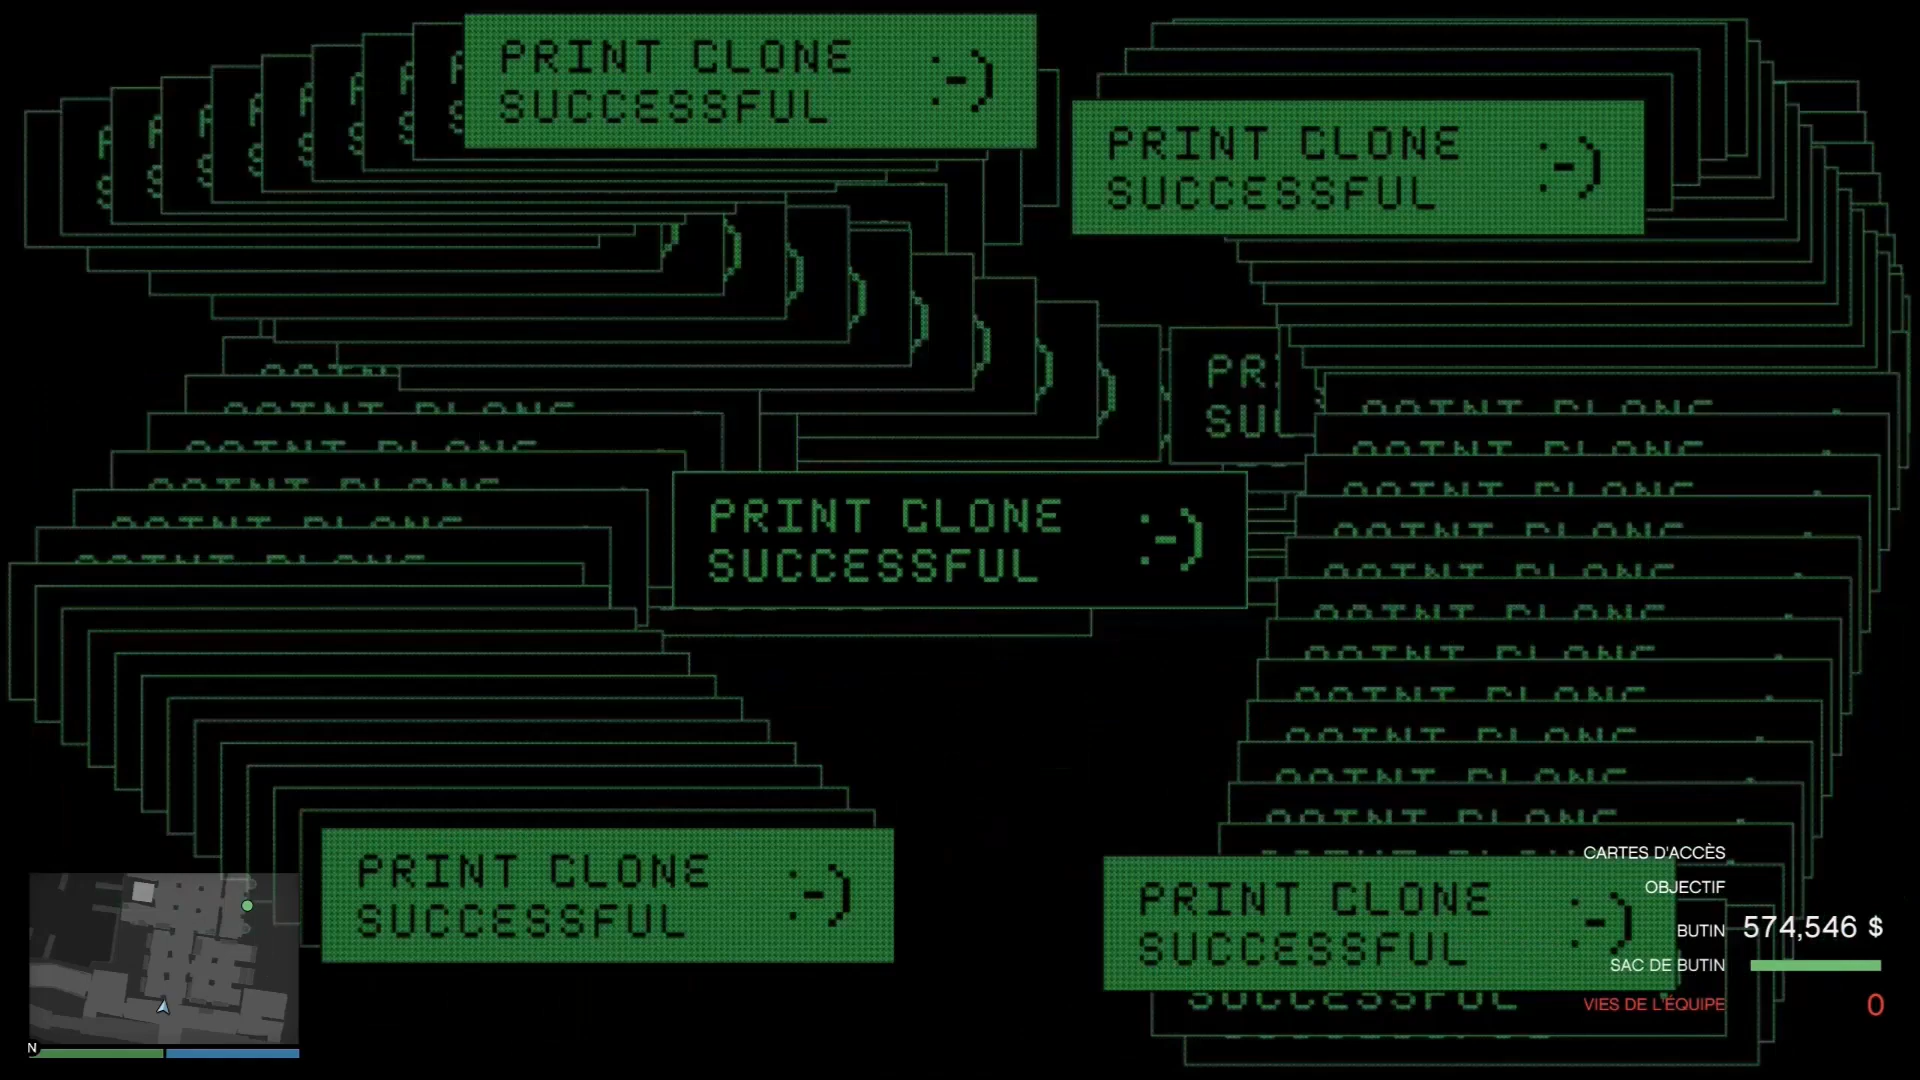 PRINT CLONE
SUCCESSFUL :-)
PRINT CLONE
SUCCESSFUL :-)
PRINT CLONE
SUCCESSFUL :-)
PRINT CLONE
SUCCESSFUL :-)
PRINT CLONE
SUCCESSFUL :-)
CARTES D'ACCÈS
OBJECTIF
BUTIN 574,546 $
SAC DE BUTIN
VIES DE L'ÉQUIPE 0
N